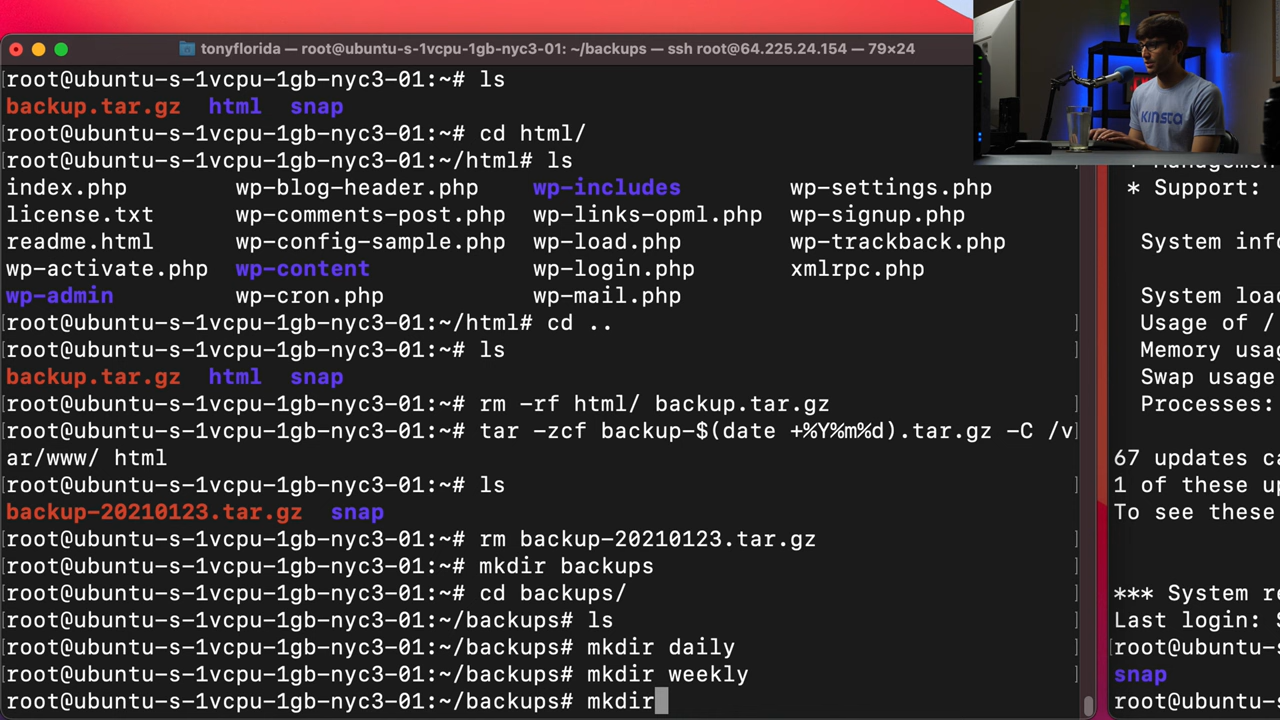 tonyflorida — root@ubuntu-s-1vcpu-1gb-nyc3-01: ~/backups — ssh root@64.225.24.154 — 79×24
root@ubuntu-s-1vcpu-1gb-nyc3-01:~# ls
backup.tar.gz html snap
root@ubuntu-s-1vcpu-1gb-nyc3-01:~# cd html/
root@ubuntu-s-1vcpu-1gb-nyc3-01:~/html# ls
index.php wp-blog-header.php wp-includes wp-settings.php
license.txt wp-comments-post.php wp-links-opml.php wp-signup.php
readme.html wp-config-sample.php wp-load.php wp-trackback.php
wp-activate.php wp-content wp-login.php xmlrpc.php
wp-admin wp-cron.php wp-mail.php
root@ubuntu-s-1vcpu-1gb-nyc3-01:~/html# cd ..
root@ubuntu-s-1vcpu-1gb-nyc3-01:~# ls
backup.tar.gz html snap
root@ubuntu-s-1vcpu-1gb-nyc3-01:~# rm -rf html/ backup.tar.gz
root@ubuntu-s-1vcpu-1gb-nyc3-01:~# tar -zcf backup-$(date +%Y%m%d).tar.gz -C /v
ar/www/ html
root@ubuntu-s-1vcpu-1gb-nyc3-01:~# ls
backup-20210123.tar.gz snap
root@ubuntu-s-1vcpu-1gb-nyc3-01:~# rm backup-20210123.tar.gz
root@ubuntu-s-1vcpu-1gb-nyc3-01:~# mkdir backups
root@ubuntu-s-1vcpu-1gb-nyc3-01:~# cd backups/
root@ubuntu-s-1vcpu-1gb-nyc3-01:~/backups# ls
root@ubuntu-s-1vcpu-1gb-nyc3-01:~/backups# mkdir daily
root@ubuntu-s-1vcpu-1gb-nyc3-01:~/backups# mkdir weekly
root@ubuntu-s-1vcpu-1gb-nyc3-01:~/backups# mkdir
KINSTA
* Support:
System info
System loa
Usage of /
Memory usag
Swap usage
Processes:
67 updates ca
1 of these up
To see these
*** System re
Last login: S
root@ubuntu-s
snap
root@ubuntu-s